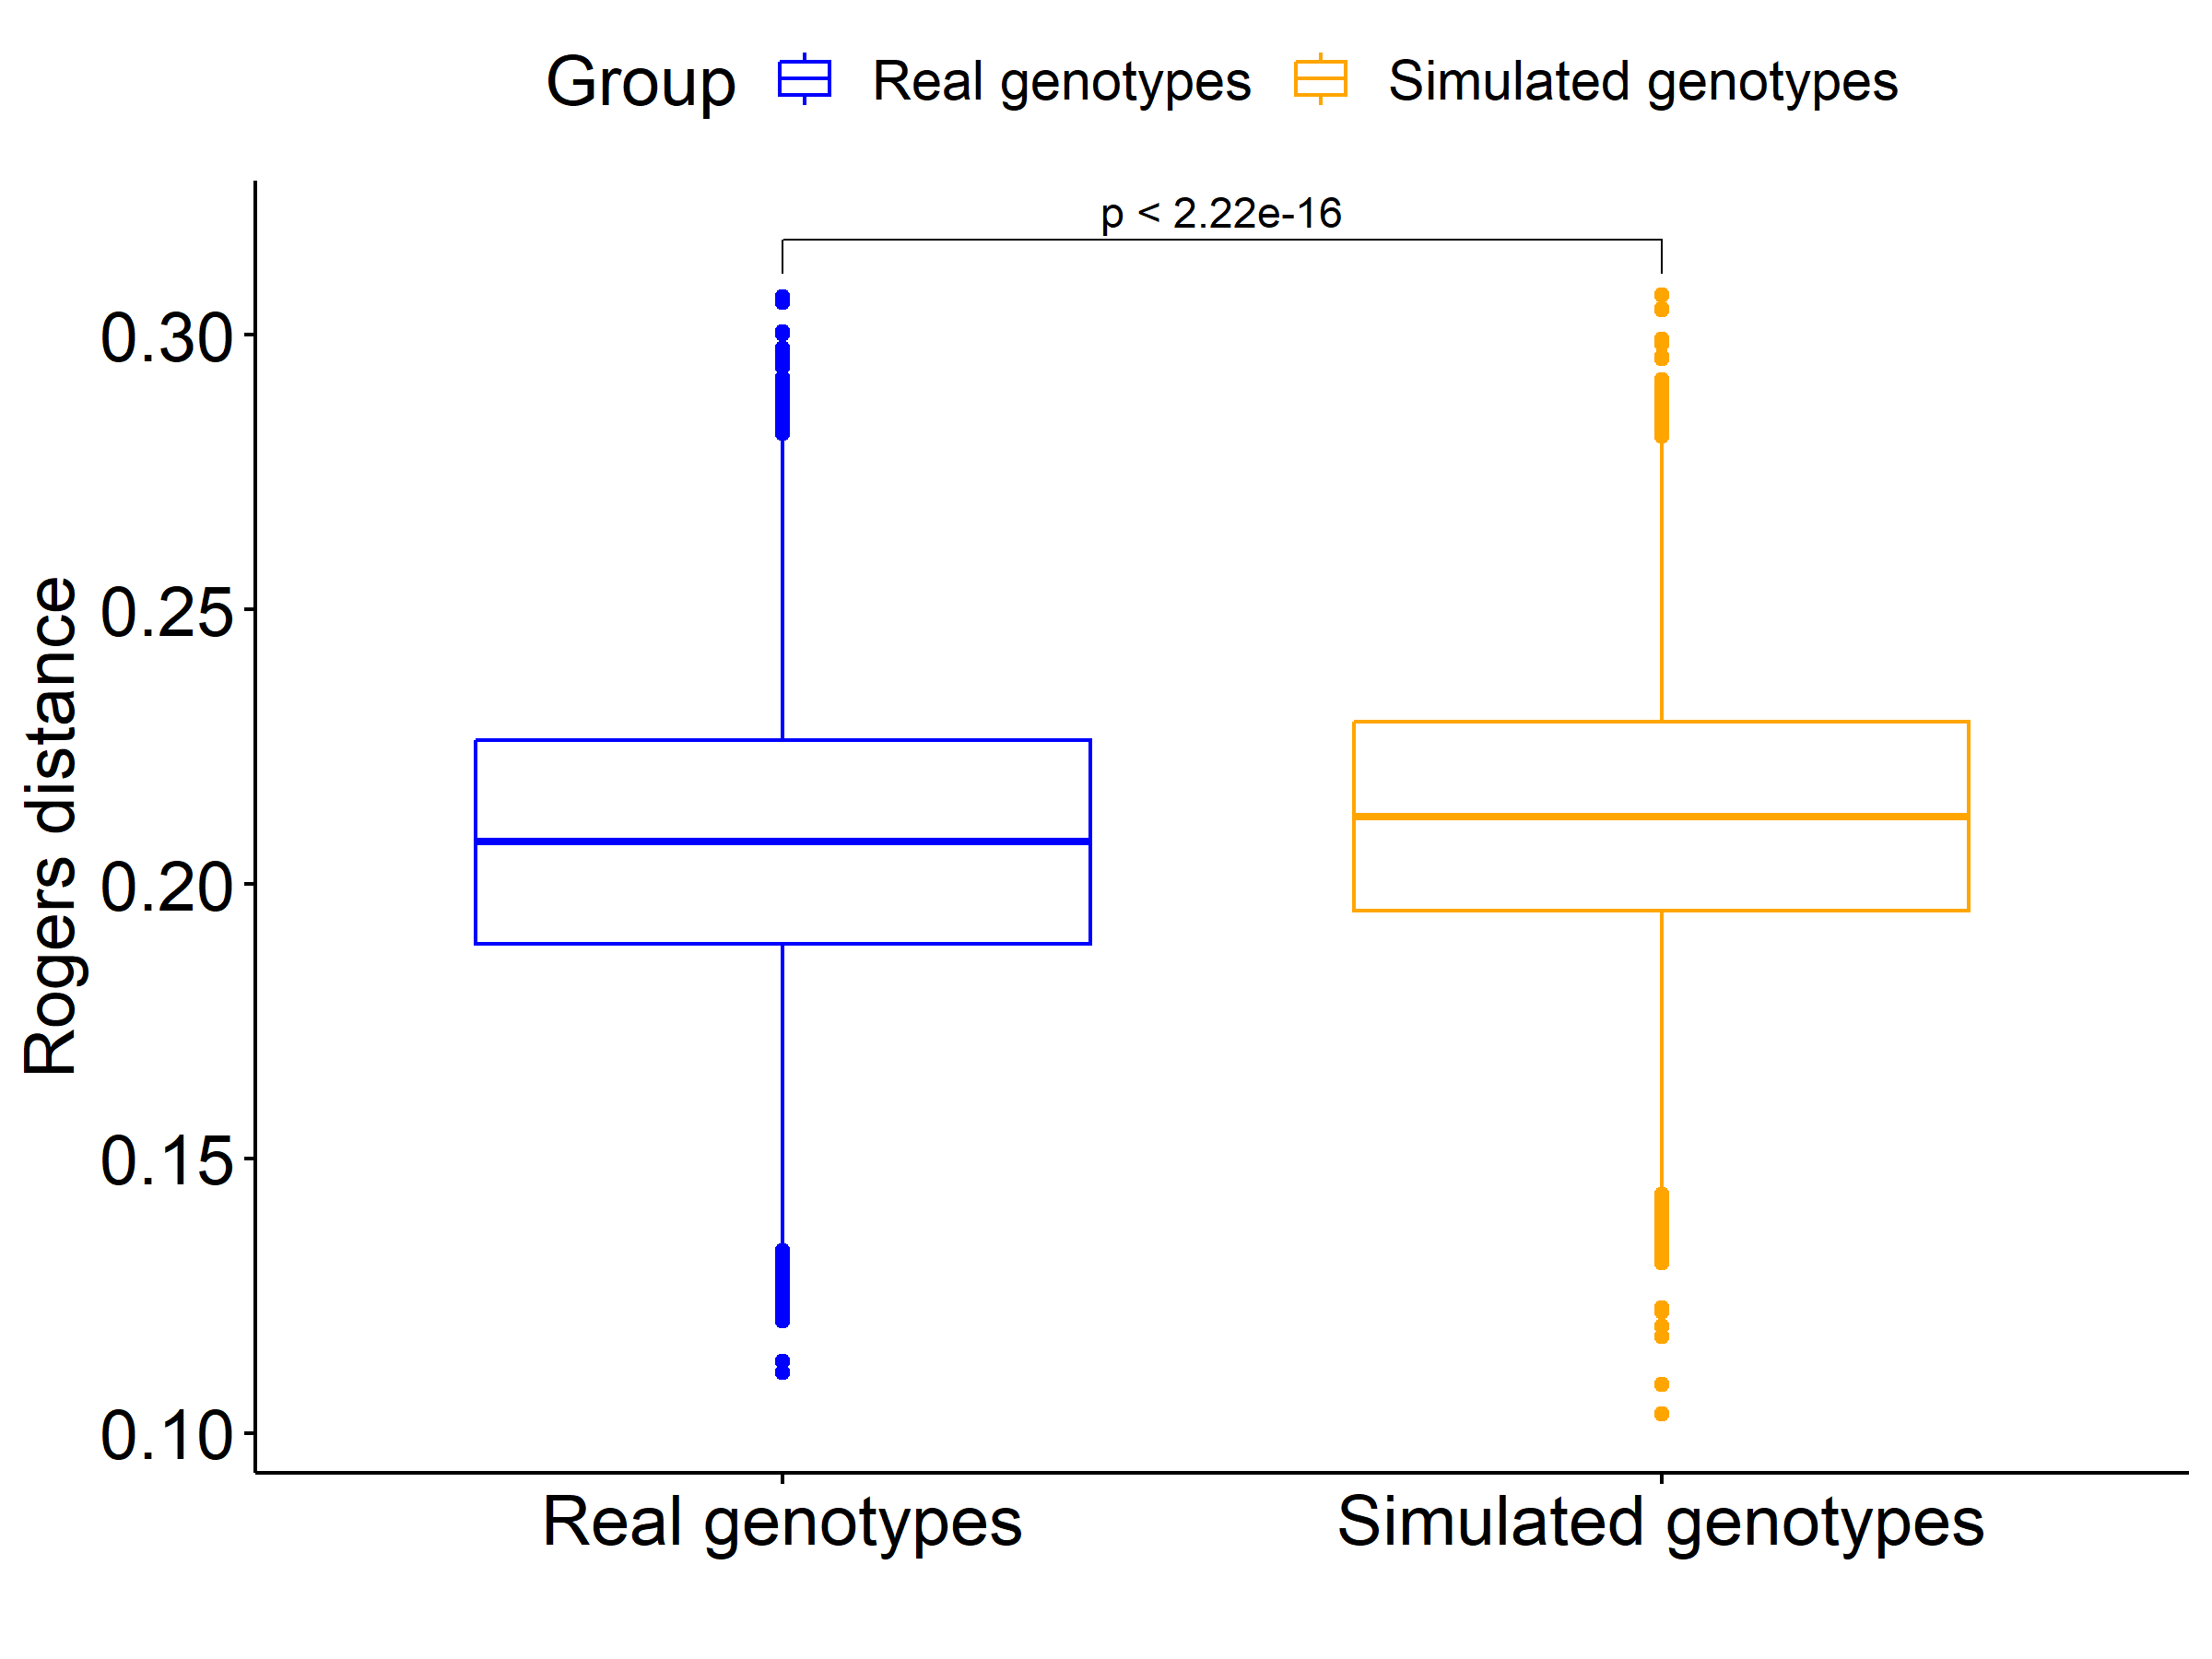 Group Real genotypes Simulated genotypes
p < 2.22e-16
0.30
0.25
0.20
0.15
0.10
Rogers distance
Real genotypes Simulated genotypes